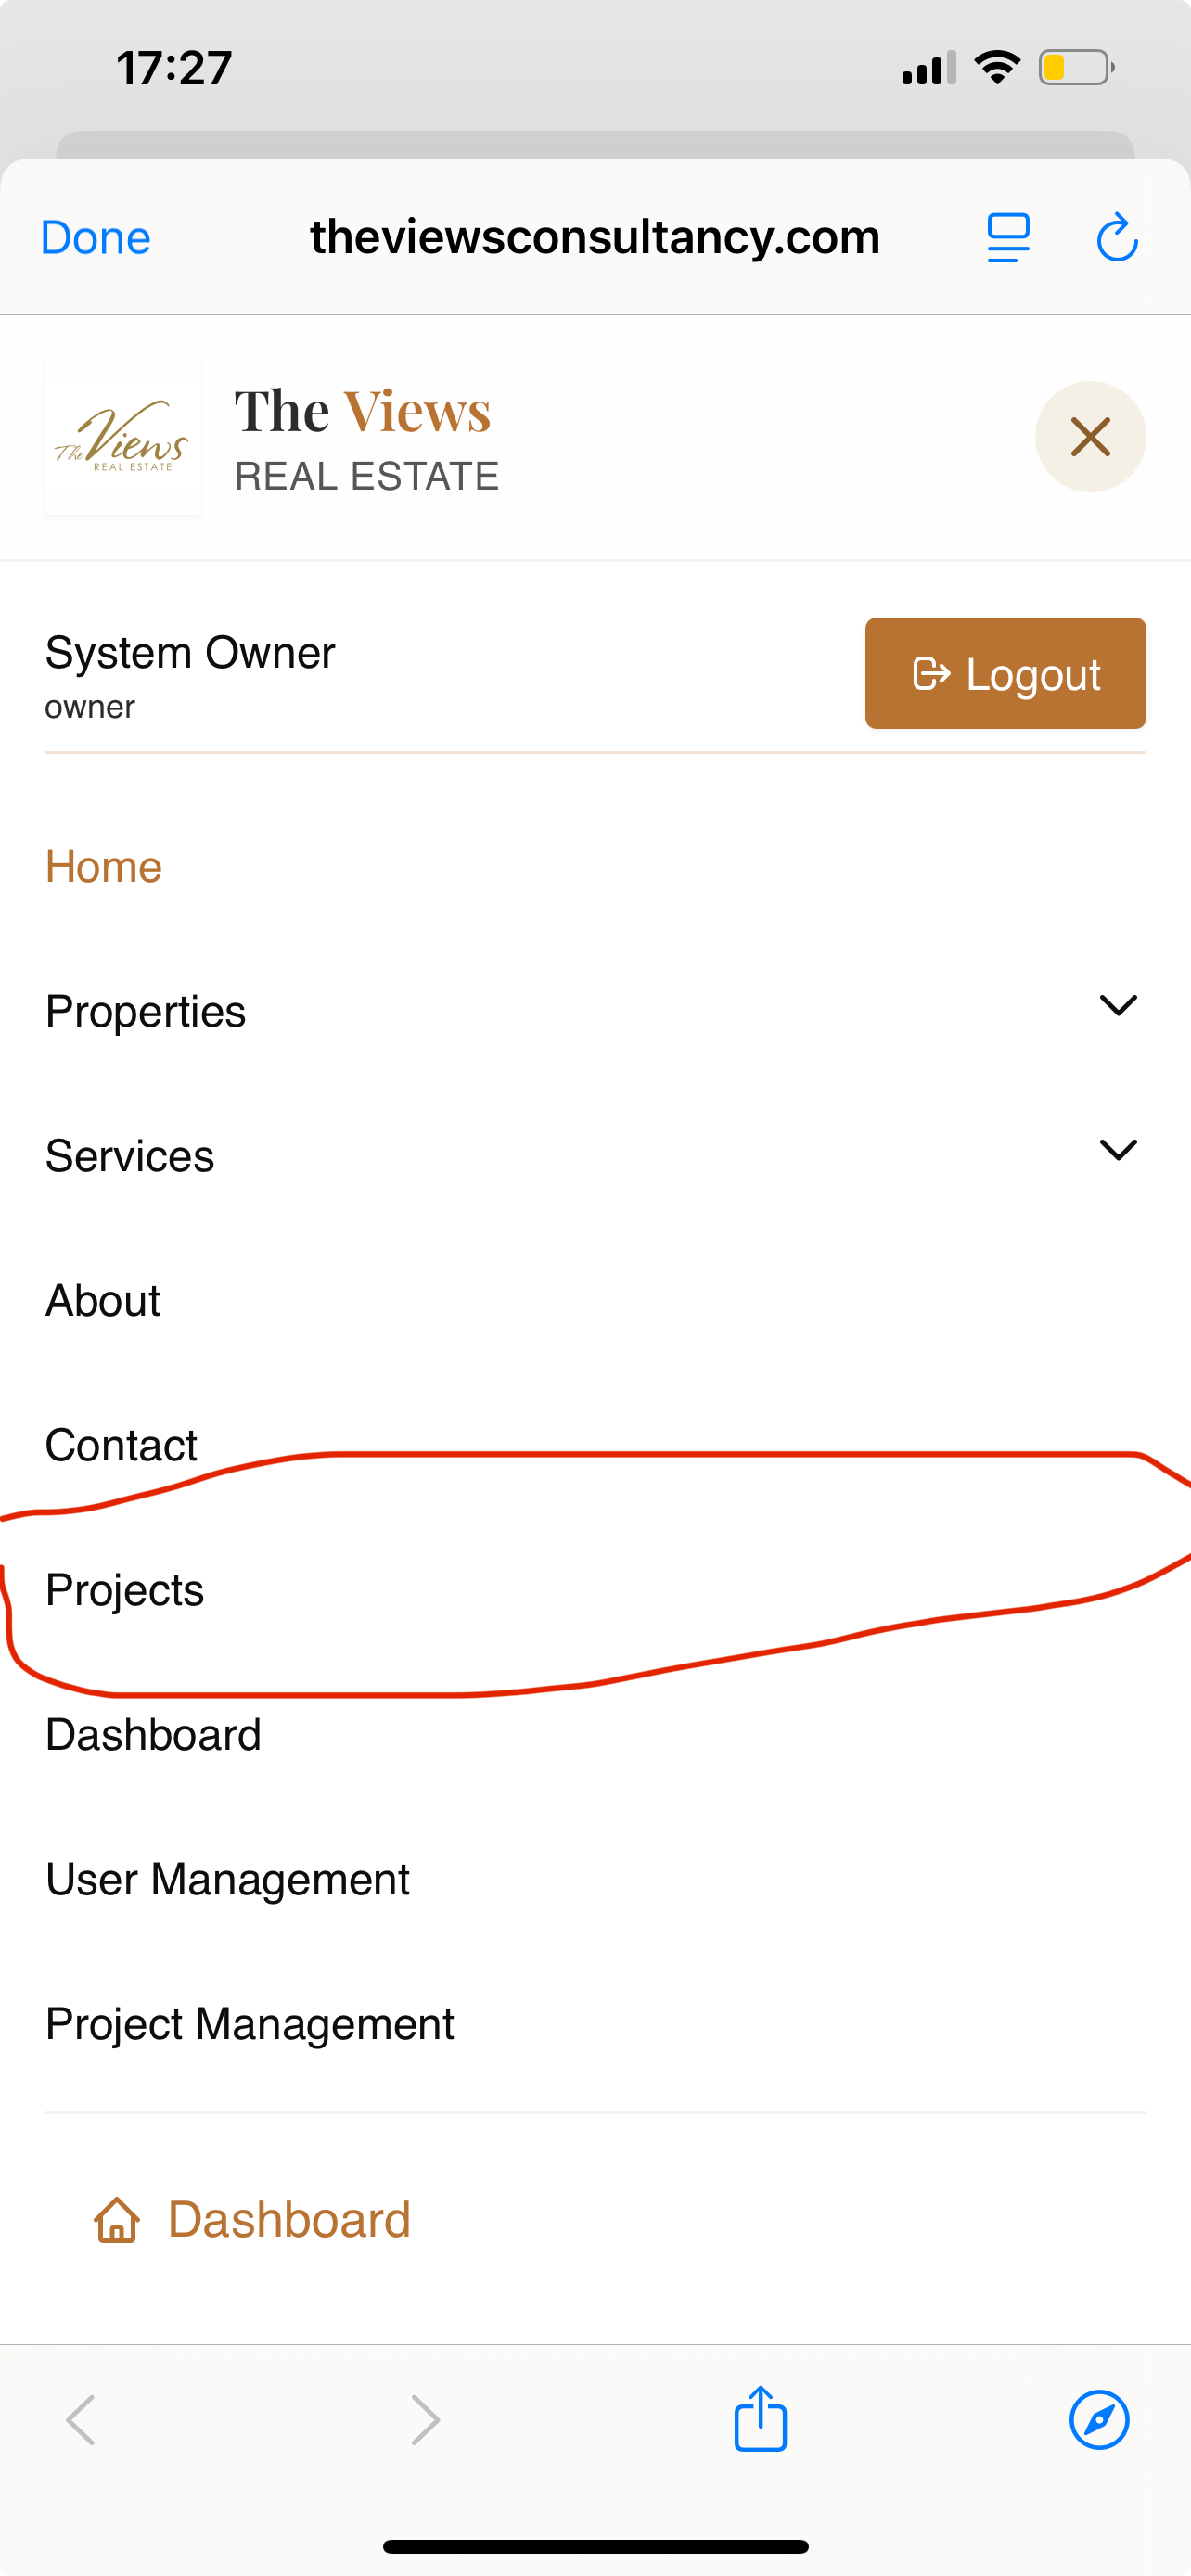 17:27
Done theviewsconsultancy.com
The Views
REAL ESTATE
The Views
REAL ESTATE
System Owner
owner
Logout
Home
Properties
Services
About
Contact
Projects
Dashboard
User Management
Project Management
Dashboard